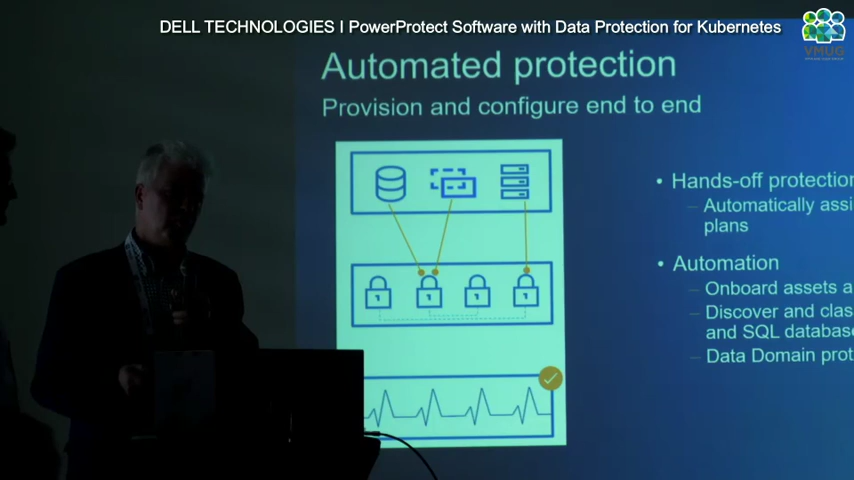 DELL TECHNOLOGIES I PowerProtect Software with Data Protection for Kubernetes
VMUG
Automated protection
Provision and configure end to end
• Hands-off protection
– Automatically assi
plans
• Automation
– Onboard assets a
– Discover and clas
and SQL database
– Data Domain prot